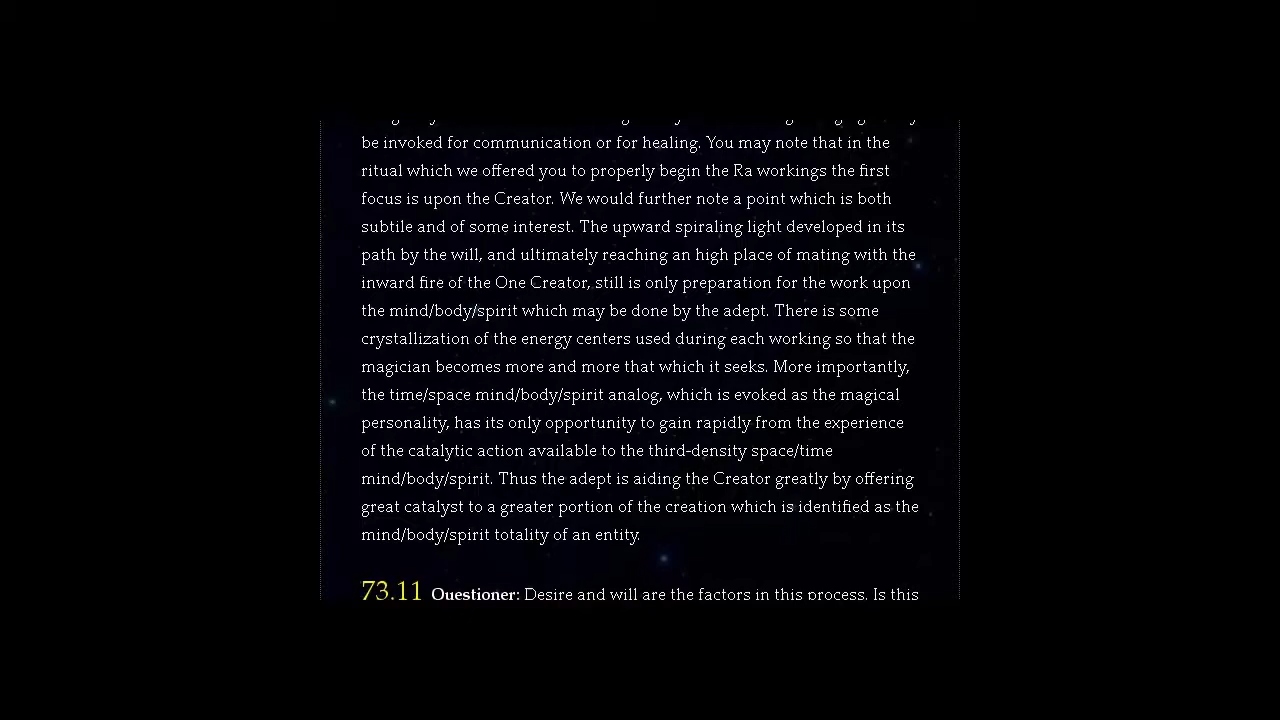 be invoked for communication or for healing. You may note that in the
ritual which we offered you to properly begin the Ra workings the first
focus is upon the Creator. We would further note a point which is both
subtile and of some interest. The upward spiraling light developed in its
path by the will, and ultimately reaching an high place of mating with the
inward fire of the One Creator, still is only preparation for the work upon
the mind/body/spirit which may be done by the adept. There is some
crystallization of the energy centers used during each working so that the
magician becomes more and more that which it seeks. More importantly,
the time/space mind/body/spirit analog, which is evoked as the magical
personality, has its only opportunity to gain rapidly from the experience
of the catalytic action available to the third-density space/time
mind/body/spirit. Thus the adept is aiding the Creator greatly by offering
great catalyst to a greater portion of the creation which is identified as the
mind/body/spirit totality of an entity.
73.11 Questioner: Desire and will are the factors in this process. Is this